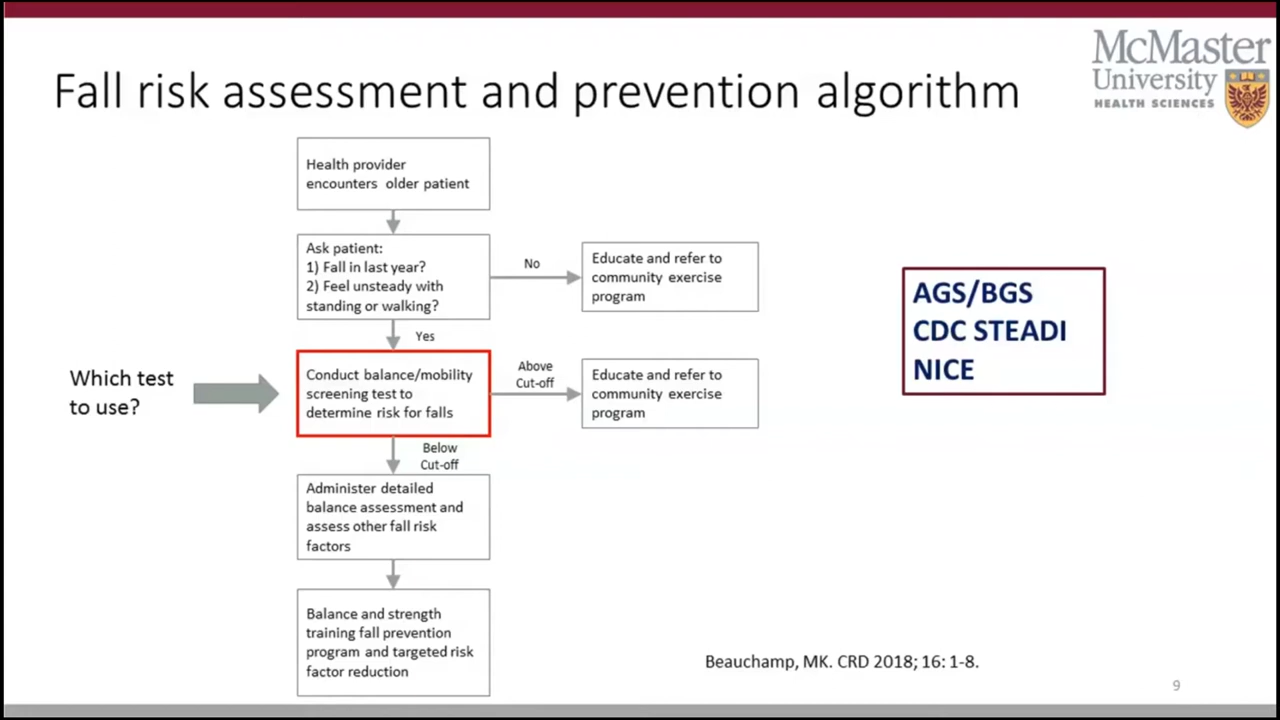 McMaster
University
HEALTH SCIENCES
Fall risk assessment and prevention algorithm
Health provider
encounters older patient
Ask patient:
1) Fall in last year?
2) Feel unsteady with
standing or walking?
No
Educate and refer to
community exercise
program
Yes
Which test
to use?
Conduct balance/mobility
screening test to
determine risk for falls
Above
Cut-off
Educate and refer to
community exercise
program
Below
Cut-off
Administer detailed
balance assessment and
assess other fall risk
factors
Balance and strength
training fall prevention
program and targeted risk
factor reduction
AGS/BGS
CDC STEADI
NICE
Beauchamp, MK. CRD 2018; 16: 1-8.
9